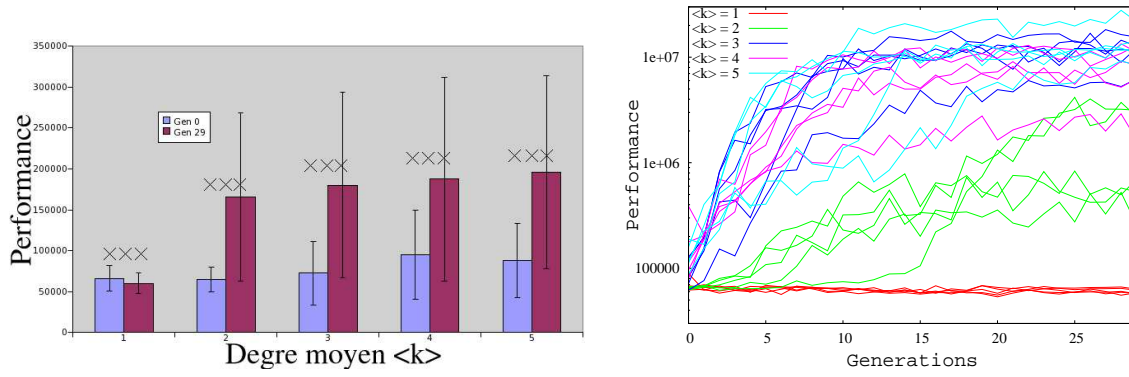 350000
300000
250000
200000
150000
100000
50000
0
Performance
Gen 0
Gen 29
×××
×××
×××
×××
×××
1 2 3 4 5
Degre moyen <k>
<k> = 1
<k> = 2
<k> = 3
<k> = 4
<k> = 5
1e+07
1e+06
100000
Performance
0 5 10 15 20 25
Generations